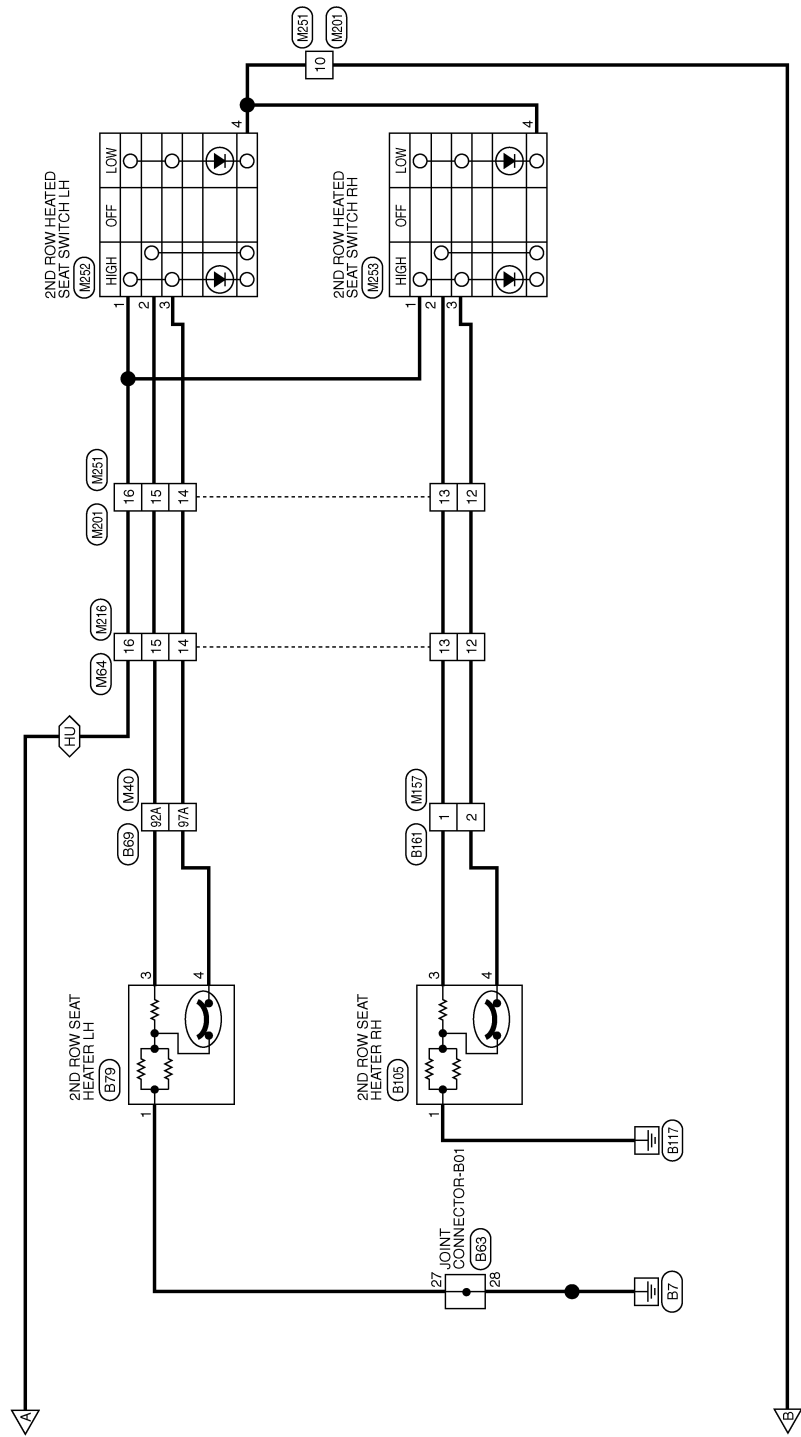 A
HU
2ND ROW SEAT
HEATER LH
B79
1
3
4
B69
M40
92A
97A
M64
M216
16
15
14
M201
M251
16
15
14
2ND ROW HEATED
SEAT SWITCH LH
M252
HIGH
OFF
LOW
1
2
3
4
M251
M201
10
2ND ROW SEAT
HEATER RH
B105
1
3
4
B161
M157
1
2
13
12
13
12
2ND ROW HEATED
SEAT SWITCH RH
M253
HIGH
OFF
LOW
1
2
3
4
JOINT
CONNECTOR-B01
B63
27
28
B7
B117
B